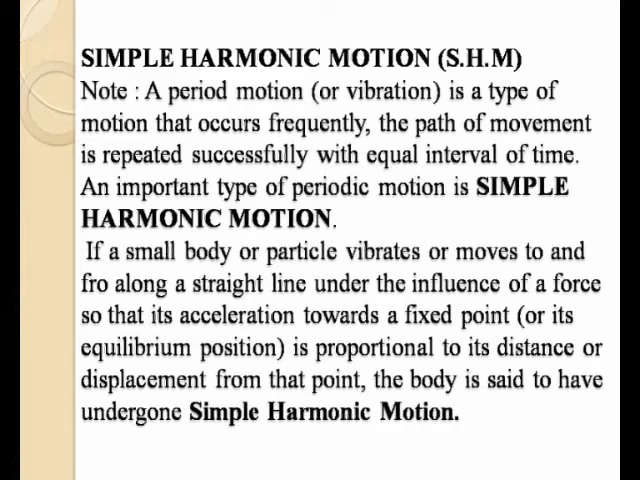 SIMPLE HARMONIC MOTION (S.H.M)
Note : A period motion (or vibration) is a type of
motion that occurs frequently, the path of movement
is repeated successfully with equal interval of time.
An important type of periodic motion is SIMPLE
HARMONIC MOTION.
If a small body or particle vibrates or moves to and
fro along a straight line under the influence of a force
so that its acceleration towards a fixed point (or its
equilibrium position) is proportional to its distance or
displacement from that point, the body is said to have
undergone Simple Harmonic Motion.